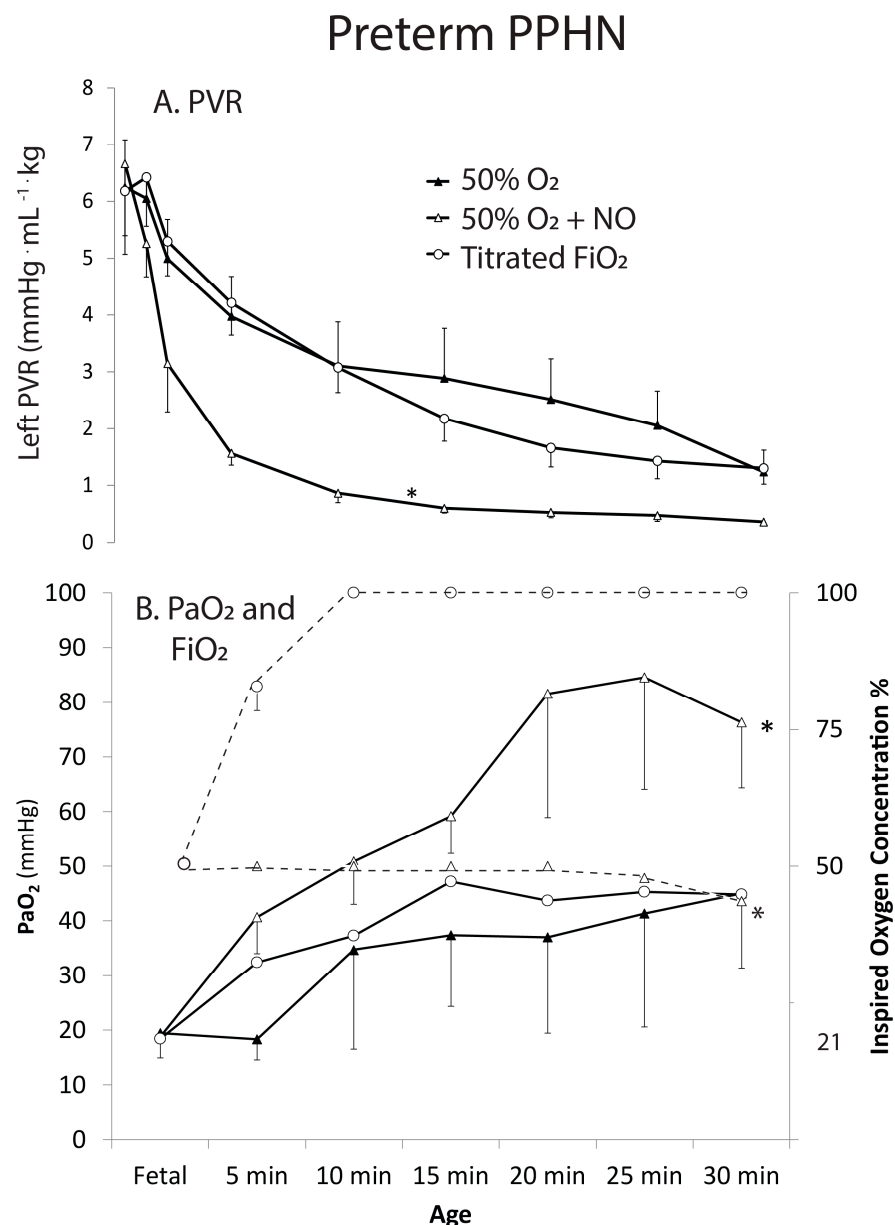 Preterm PPHN
A. PVR
8
7
6
5
4
3
2
1
0
Left PVR (mmHg·mL⁻¹·kg
50% O₂
50% O₂ + NO
Titrated FiO₂
*
B. PaO₂ and
FiO₂
100
90
80
70
60
50
40
30
20
10
0
PaO₂ (mmHg)
100
75
50
21
Inspired Oxygen Concentration %
*
*
Fetal 5 min 10 min 15 min 20 min 25 min 30 min
Age